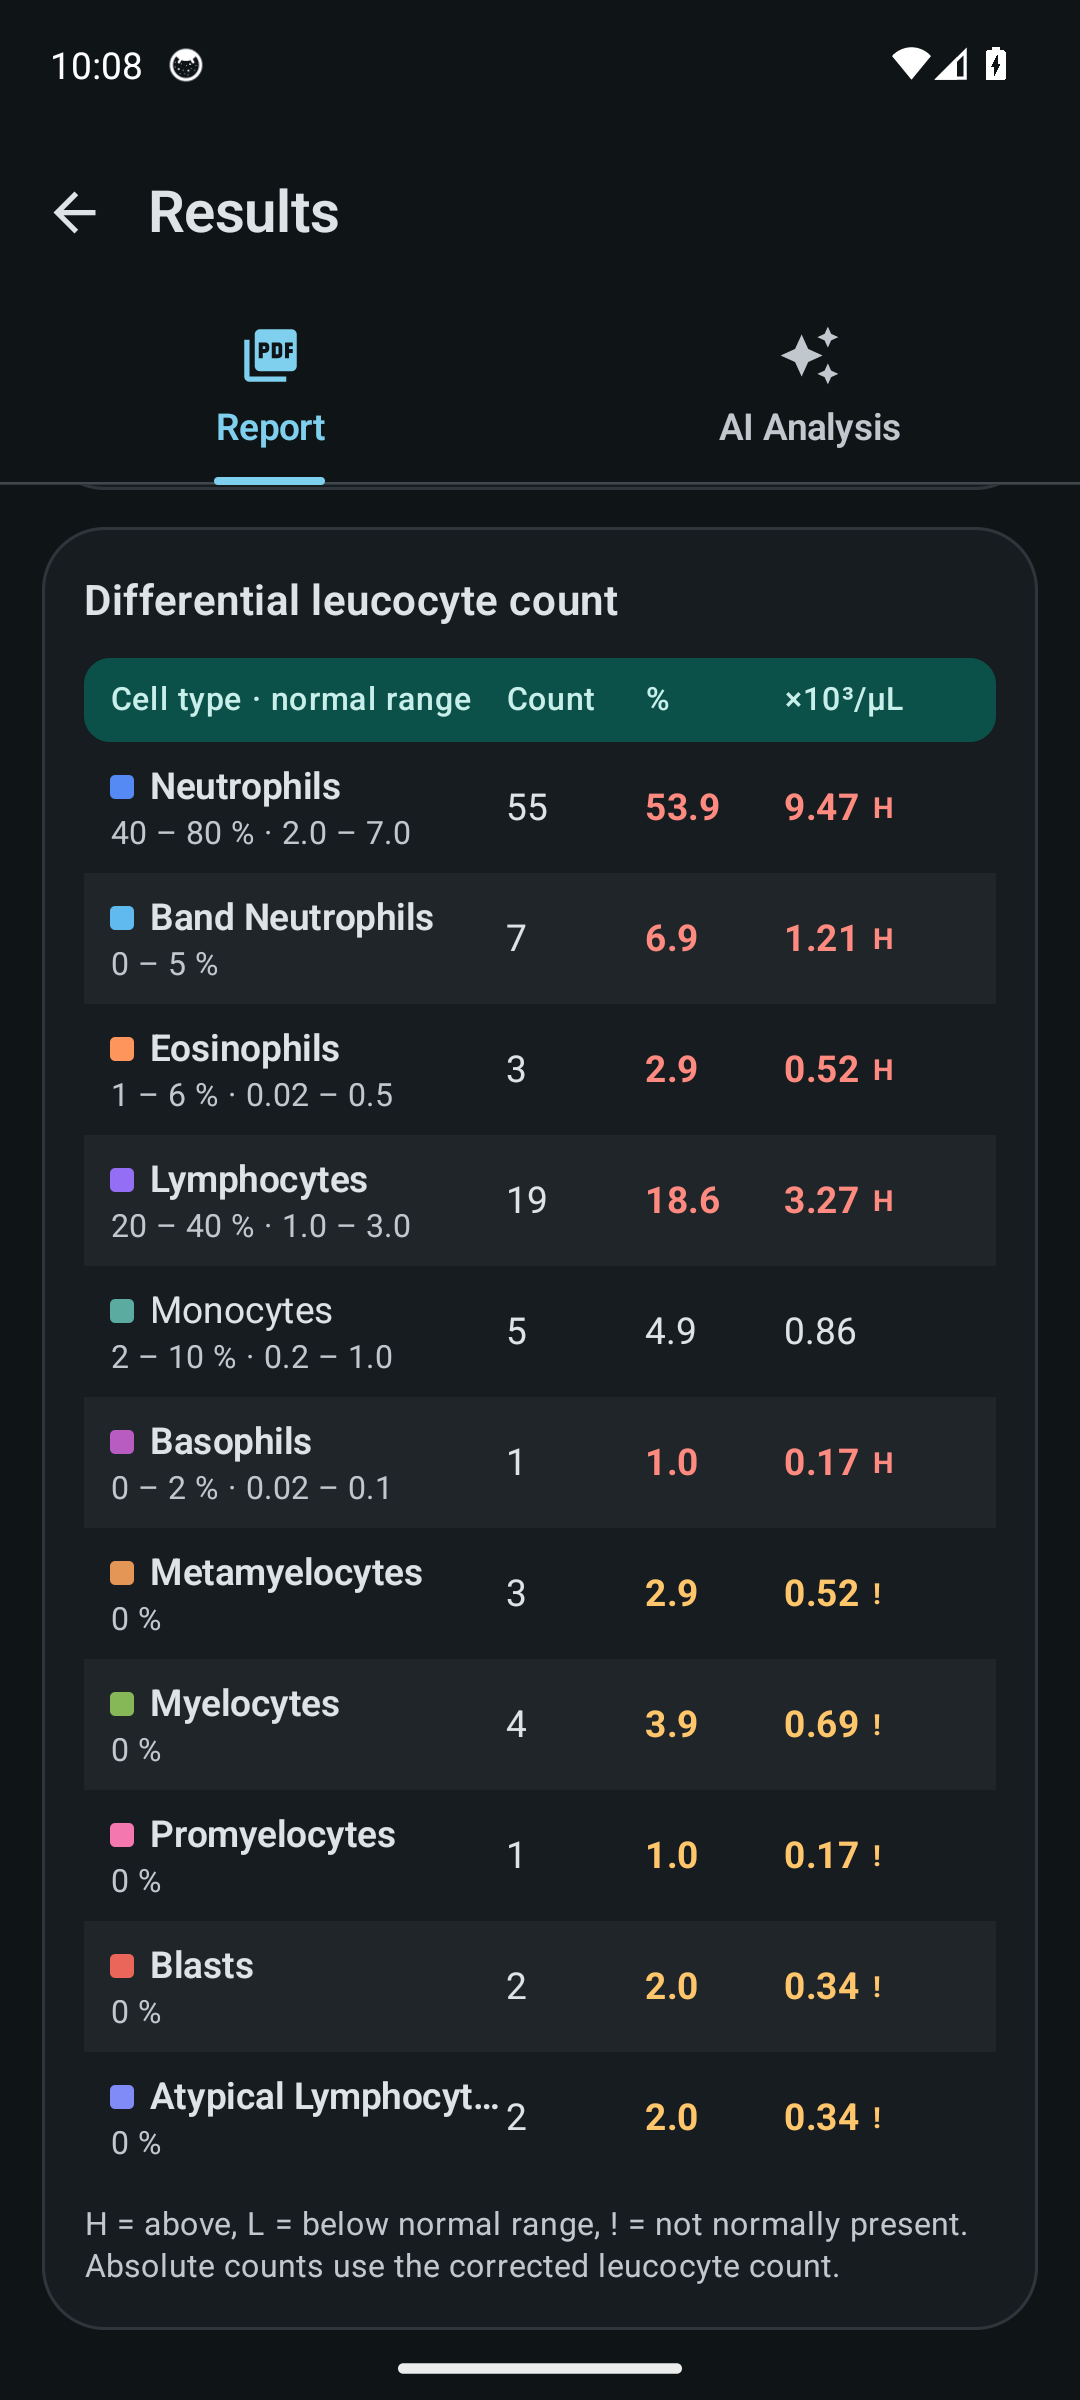 10:08
Results
PDF
Report
AI Analysis
Differential leucocyte count
Cell type · normal range Count % ×10³/µL
Neutrophils
40 – 80 % · 2.0 – 7.0
55 53.9 9.47 H
Band Neutrophils
0 – 5 %
7 6.9 1.21 H
Eosinophils
1 – 6 % · 0.02 – 0.5
3 2.9 0.52 H
Lymphocytes
20 – 40 % · 1.0 – 3.0
19 18.6 3.27 H
Monocytes
2 – 10 % · 0.2 – 1.0
5 4.9 0.86
Basophils
0 – 2 % · 0.02 – 0.1
1 1.0 0.17 H
Metamyelocytes
0 %
3 2.9 0.52 !
Myelocytes
0 %
4 3.9 0.69 !
Promyelocytes
0 %
1 1.0 0.17 !
Blasts
0 %
2 2.0 0.34 !
Atypical Lymphocyt...
0 %
2 2.0 0.34 !
H = above, L = below normal range, ! = not normally present.
Absolute counts use the corrected leucocyte count.